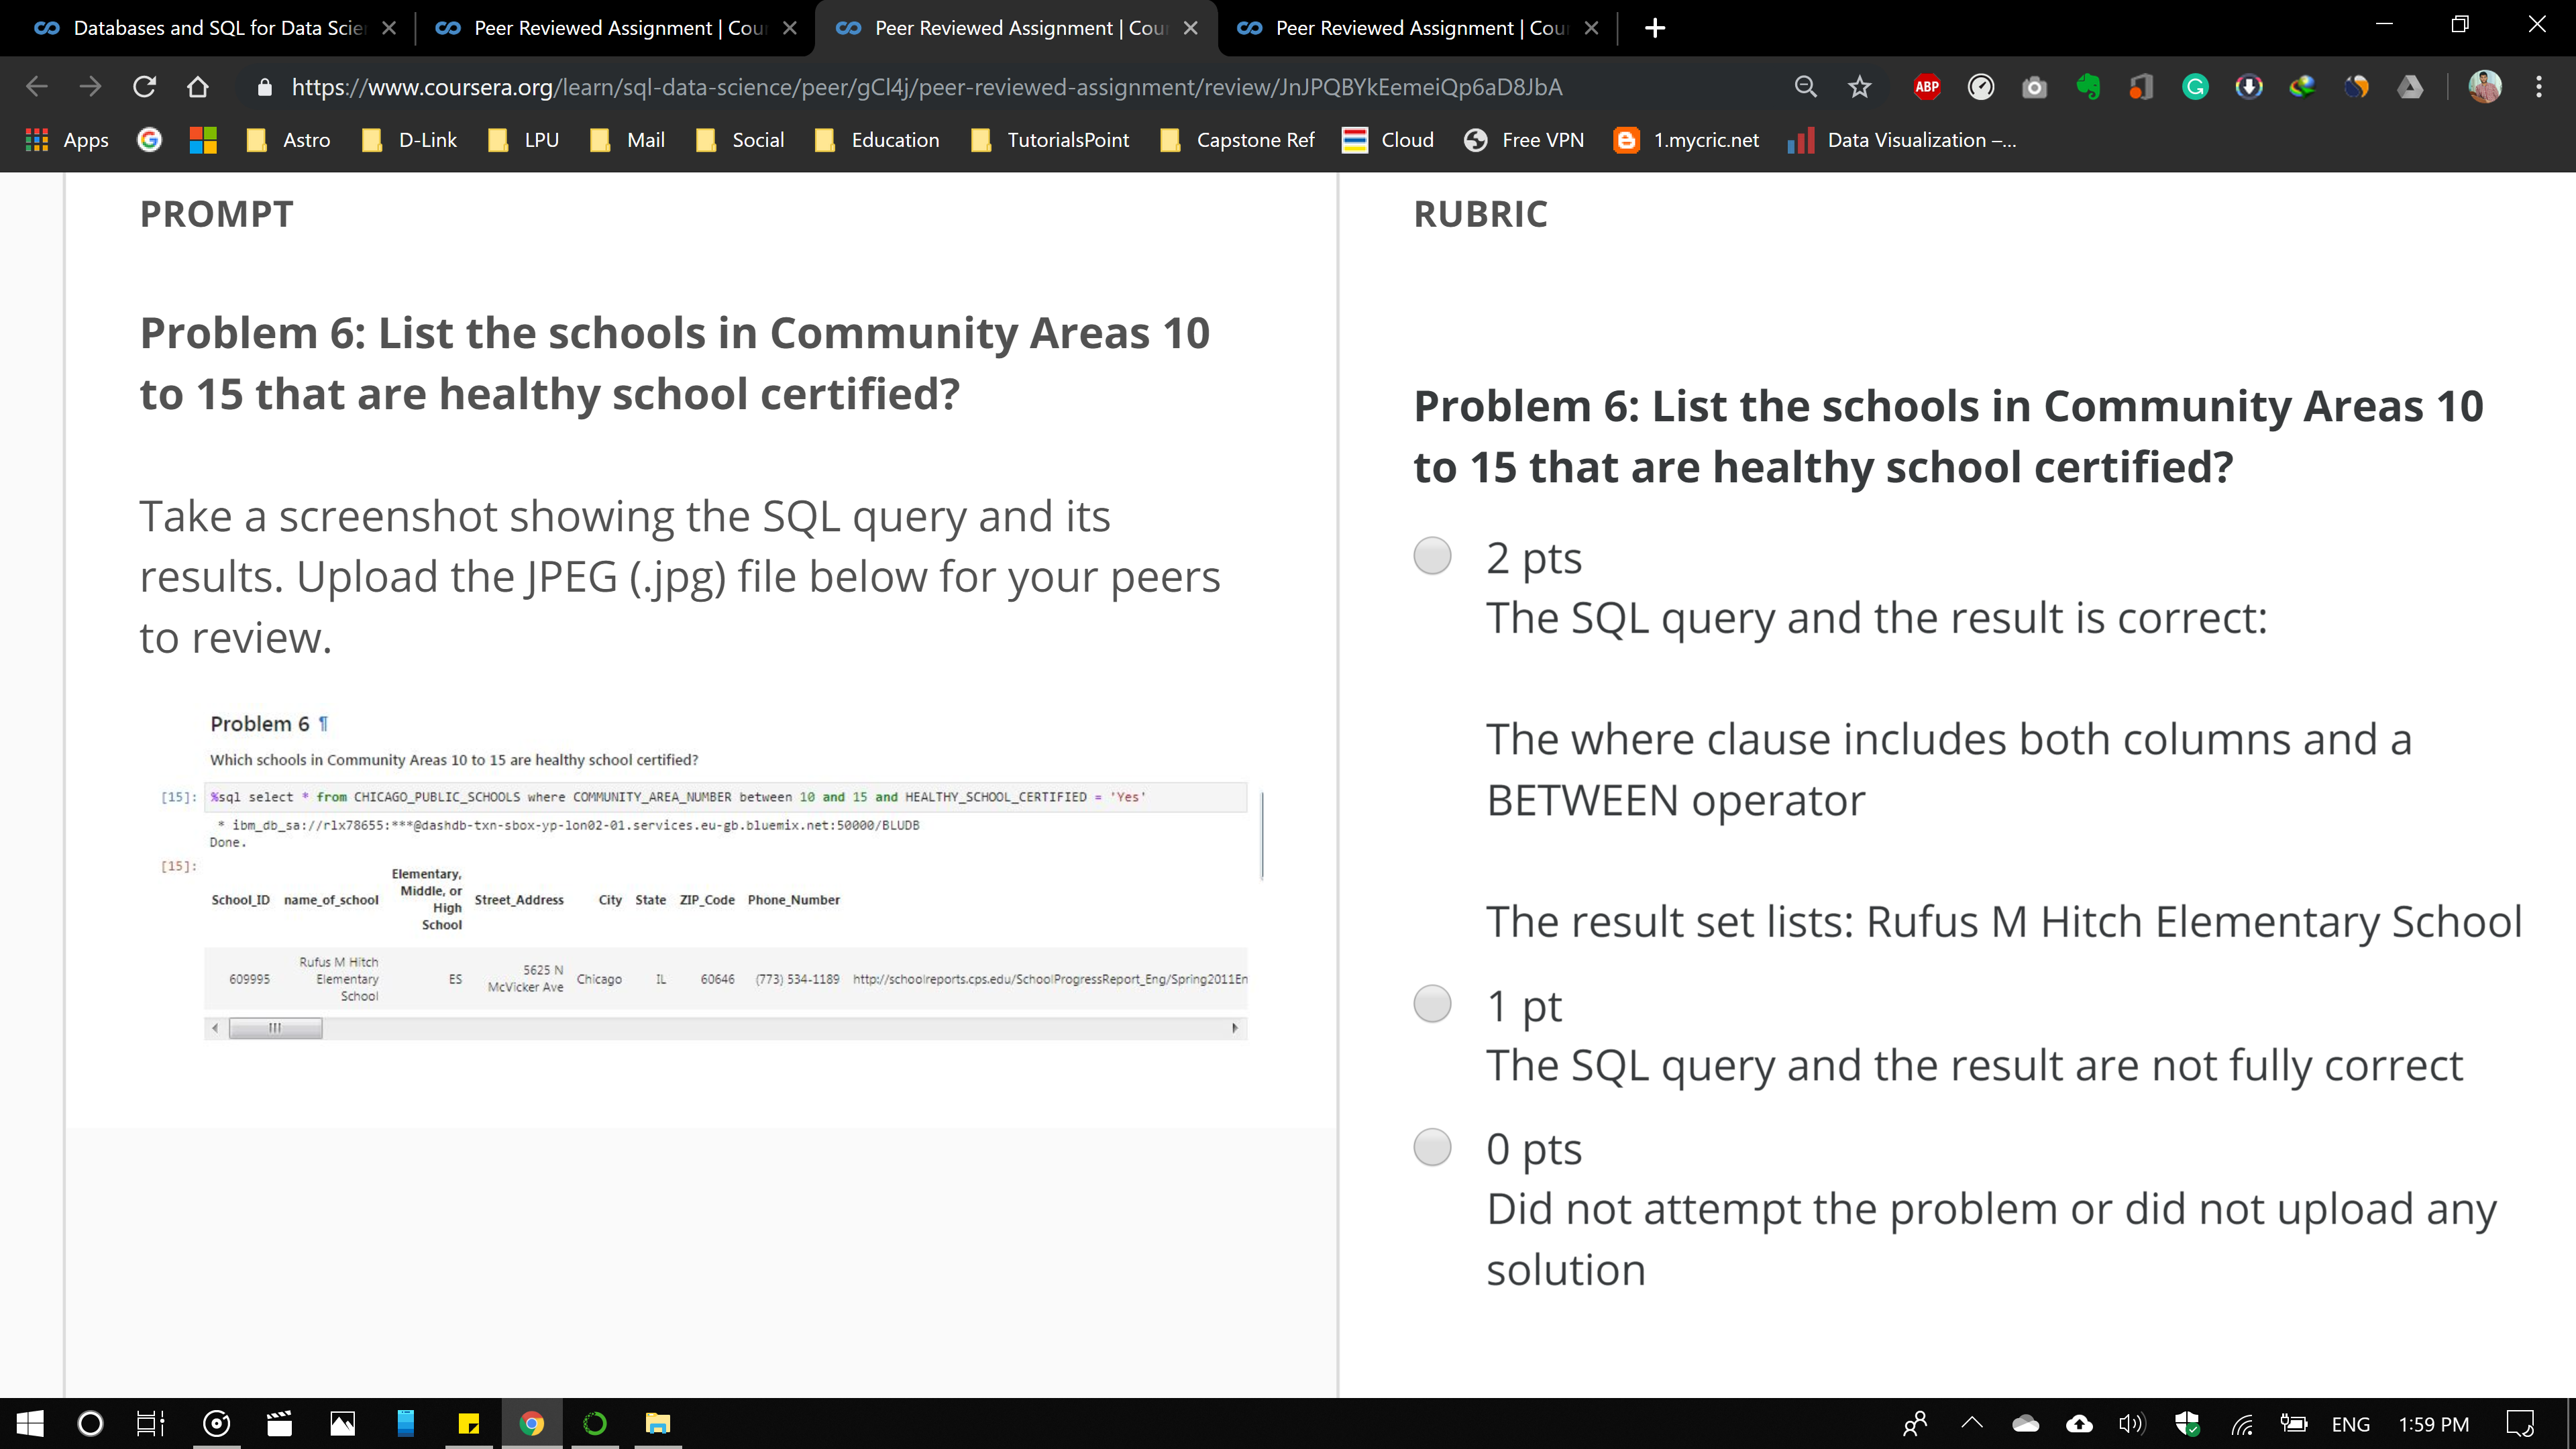 Databases and SQL for Data Scie
Peer Reviewed Assignment | Cour
Peer Reviewed Assignment | Cour
Peer Reviewed Assignment | Cour
https://www.coursera.org/learn/sql-data-science/peer/gCl4j/peer-reviewed-assignment/review/JnJPQBYkEemeiQp6aD8JbA
ABP
Apps
Astro
D-Link
LPU
Mail
Social
Education
TutorialsPoint
Capstone Ref
Cloud
Free VPN
1.mycric.net
Data Visualization –...
PROMPT
Problem 6: List the schools in Community Areas 10
to 15 that are healthy school certified?
Take a screenshot showing the SQL query and its
results. Upload the JPEG (.jpg) file below for your peers
to review.
Problem 6 ¶
Which schools in Community Areas 10 to 15 are healthy school certified?
[15]: %sql select * from CHICAGO_PUBLIC_SCHOOLS where COMMUNITY_AREA_NUMBER between 10 and 15 and HEALTHY_SCHOOL_CERTIFIED = 'Yes'
* ibm_db_sa://rlx78655:***@dashdb-txn-sbox-yp-lon02-01.services.eu-gb.bluemix.net:50000/BLUDB
Done.
[15]:
School_ID name_of_school Elementary, Middle, or High School Street_Address City State ZIP_Code Phone_Number
609995 Rufus M Hitch Elementary School ES 5625 N McVicker Ave Chicago IL 60646 (773) 534-1189 http://schoolreports.cps.edu/SchoolProgressReport_Eng/Spring2011En
RUBRIC
Problem 6: List the schools in Community Areas 10
to 15 that are healthy school certified?
2 pts
The SQL query and the result is correct:
The where clause includes both columns and a
BETWEEN operator
The result set lists: Rufus M Hitch Elementary School
1 pt
The SQL query and the result are not fully correct
0 pts
Did not attempt the problem or did not upload any
solution
ENG
1:59 PM